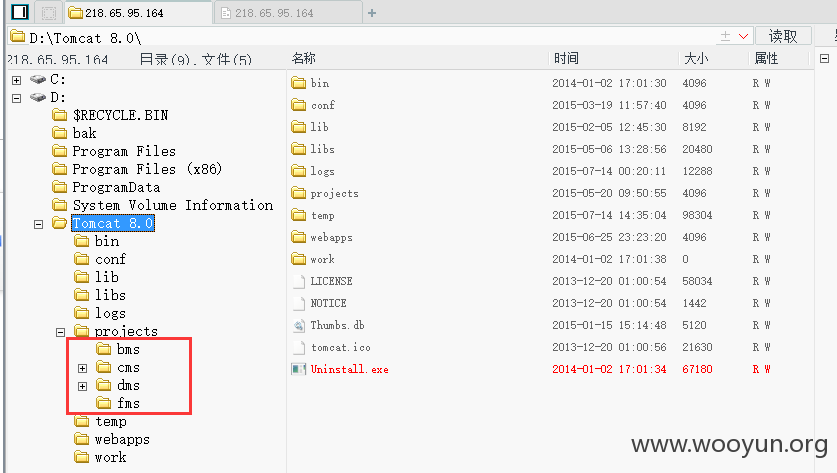 218.65.95.164 218.65.95.164
D:\Tomcat 8.0\ 读取
218.65.95.164 目录(9),文件(5) 名称 时间 大小 属性
C:
D:
$RECYCLE.BIN
bak
Program Files
Program Files (x86)
ProgramData
System Volume Information
Tomcat 8.0
bin
conf
lib
libs
logs
projects
bms
cms
dms
fms
temp
webapps
work
bin 2014-01-02 17:01:30 4096 R W
conf 2015-03-19 11:57:40 4096 R W
lib 2015-02-05 12:45:30 8192 R W
libs 2015-05-06 13:28:56 20480 R W
logs 2015-07-14 00:20:11 12288 R W
projects 2015-05-20 09:50:55 4096 R W
temp 2015-07-14 14:35:04 98304 R W
webapps 2015-06-25 23:23:20 4096 R W
work 2014-01-02 17:01:38 0 R W
LICENSE 2013-12-20 01:00:54 58034 R W
NOTICE 2013-12-20 01:00:54 1442 R W
Thumbs.db 2015-01-15 15:14:48 5120 R W
tomcat.ico 2013-12-20 01:00:56 21630 R W
Uninstall.exe 2014-01-02 17:01:34 67180 R W
www.wooyun.org